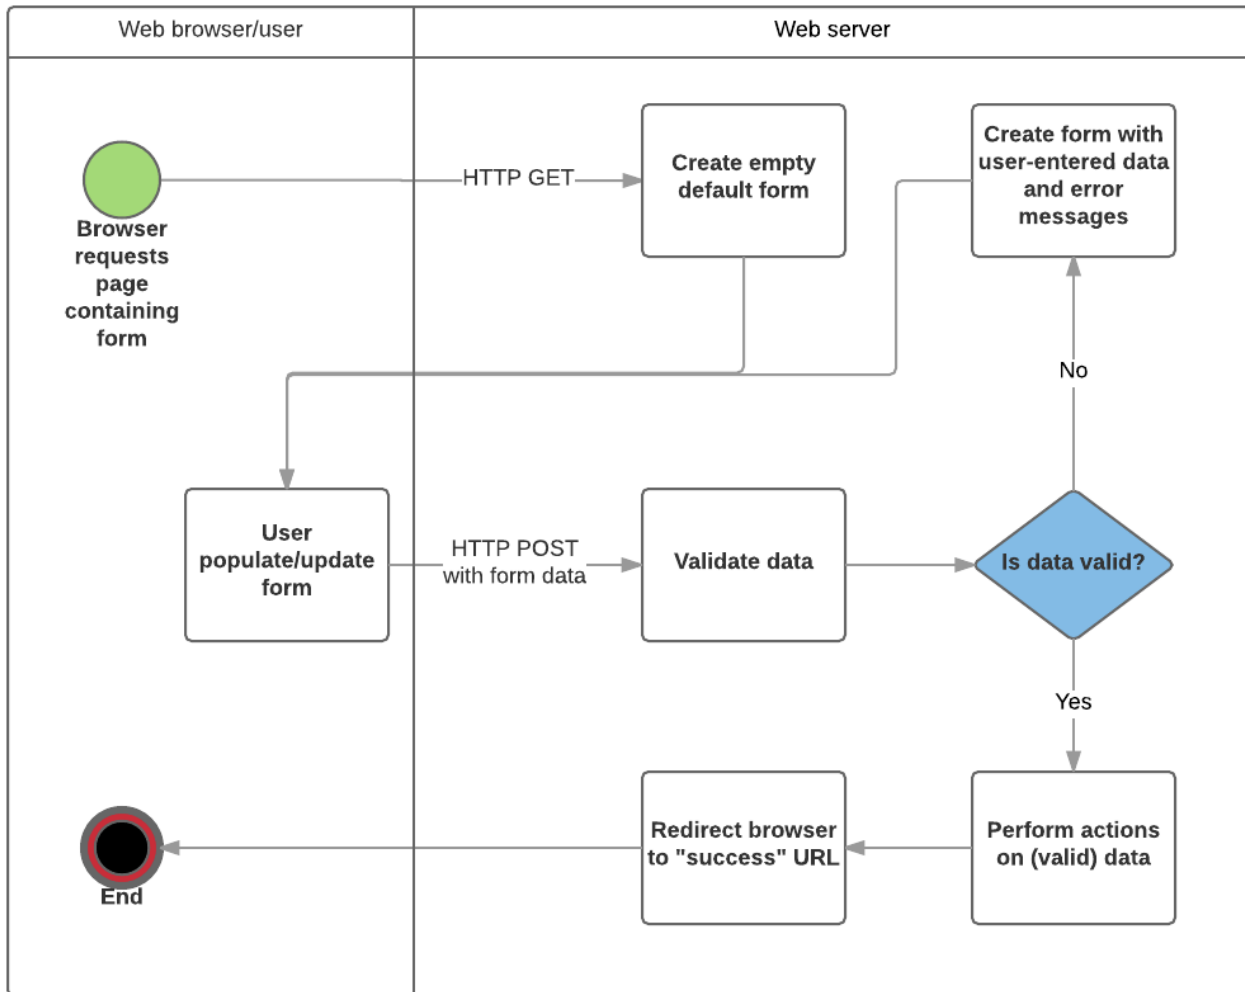 Web browser/user
Web server
Browser
requests
page
containing
form
HTTP GET
Create empty
default form
Create form with
user-entered data
and error
messages
No
User
populate/update
form
HTTP POST
with form data
Validate data
Is data valid?
Yes
Perform actions
on (valid) data
Redirect browser
to "success" URL
End